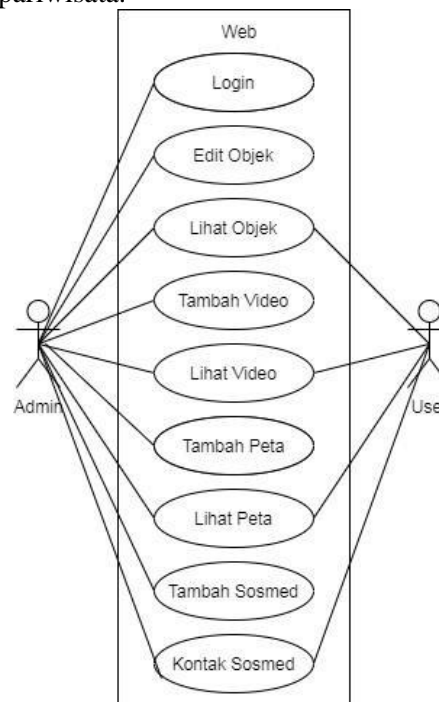 pariwisata.
Web
Login
Edit Objek
Lihat Objek
Tambah Video
Lihat Video
Admin
Use
Tambah Peta
Lihat Peta
Tambah Sosmed
Kontak Sosmed